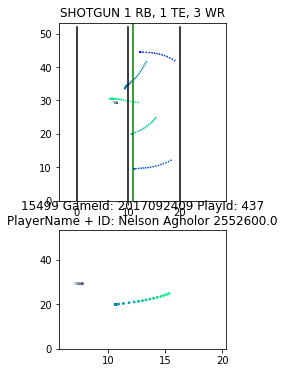 SHOTGUN 1 RB, 1 TE, 3 WR
50
40
30
20
10
0
0 10 20
15499 GameId: 2017092409 PlayId: 437
PlayerName + ID: Nelson Agholor 2552600.0
40
20
0
10 15 20